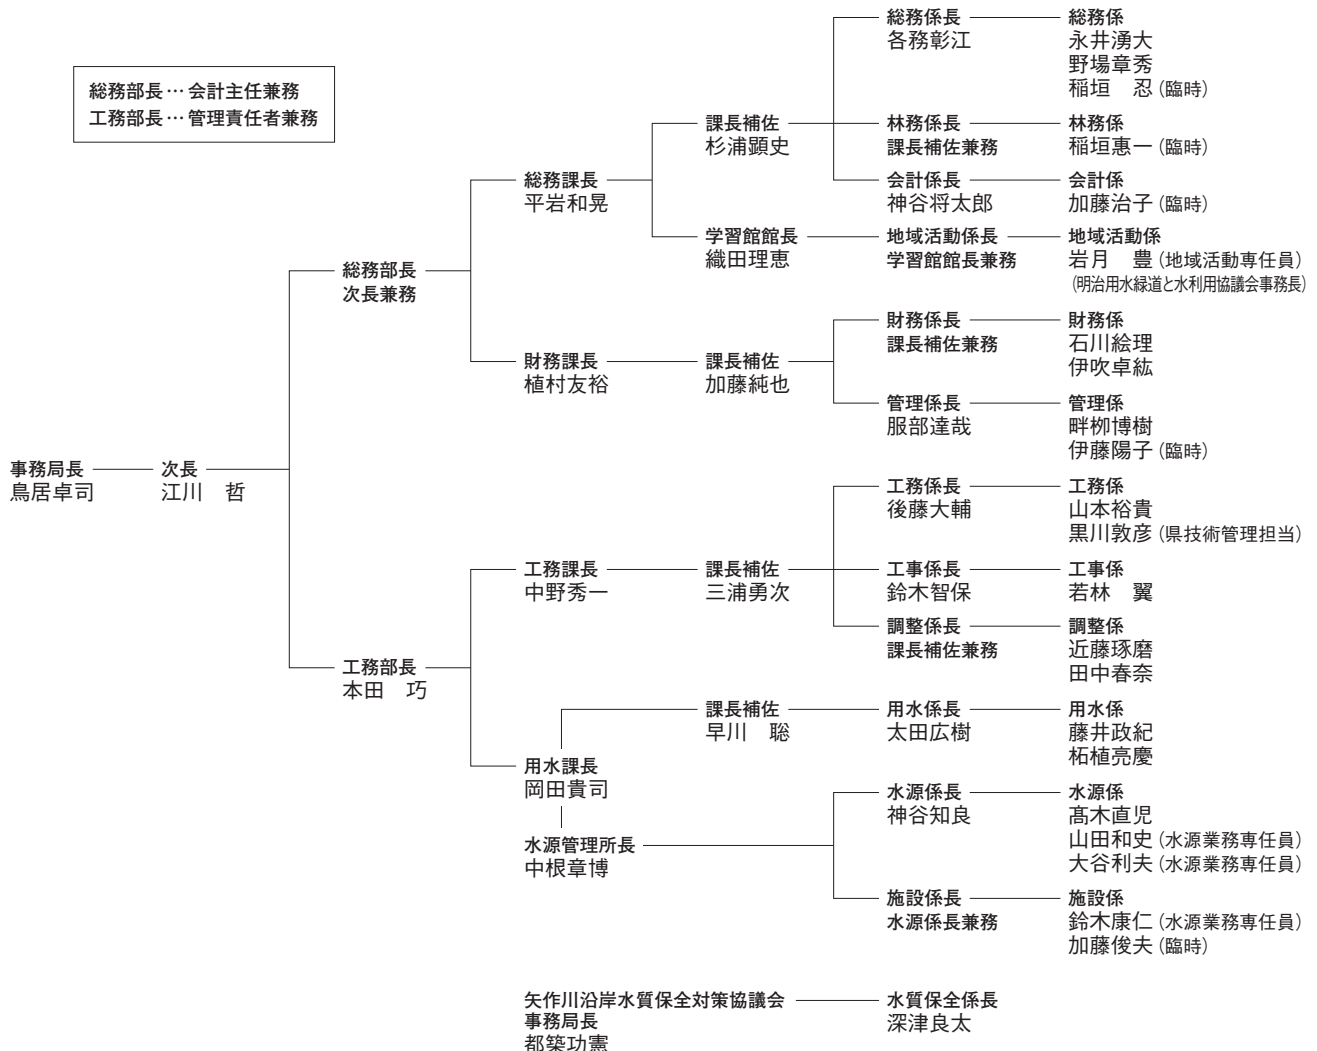 総務部長…会計主任兼務
工務部長…管理責任者兼務
事務局長
鳥居卓司
次長
江川　哲
総務部長
次長兼務
総務課長
平岩和晃
課長補佐
杉浦顕史
総務係長
各務彰江
総務係
永井湧大
野場章秀
稲垣　忍(臨時)
林務係長
課長補佐兼務
林務係
稲垣惠一(臨時)
会計係長
神谷将太郎
会計係
加藤治子(臨時)
学習館館長
織田理恵
地域活動係長
学習館館長兼務
地域活動係
岩月　豊(地域活動専任員)
(明治用水緑道と水利用協議会事務長)
財務課長
植村友裕
課長補佐
加藤純也
財務係長
課長補佐兼務
財務係
石川絵理
伊吹卓紘
管理係長
服部達哉
管理係
畔栁博樹
伊藤陽子(臨時)
工務部長
本田　巧
工務課長
中野秀一
課長補佐
三浦勇次
工務係長
後藤大輔
工務係
山本裕貴
黒川敦彦(県技術管理担当)
工事係長
鈴木智保
工事係
若林　翼
調整係長
課長補佐兼務
調整係
近藤琢磨
田中春奈
用水課長
岡田貴司
課長補佐
早川　聡
用水係長
太田広樹
用水係
藤井政紀
柘植亮慶
水源管理所長
中根章博
水源係長
神谷知良
水源係
髙木直児
山田和史(水源業務専任員)
大谷利夫(水源業務専任員)
施設係長
水源係長兼務
施設係
鈴木康仁(水源業務専任員)
加藤俊夫(臨時)
矢作川沿岸水質保全対策協議会
事務局長
都築功憲
水質保全係長
深津良太